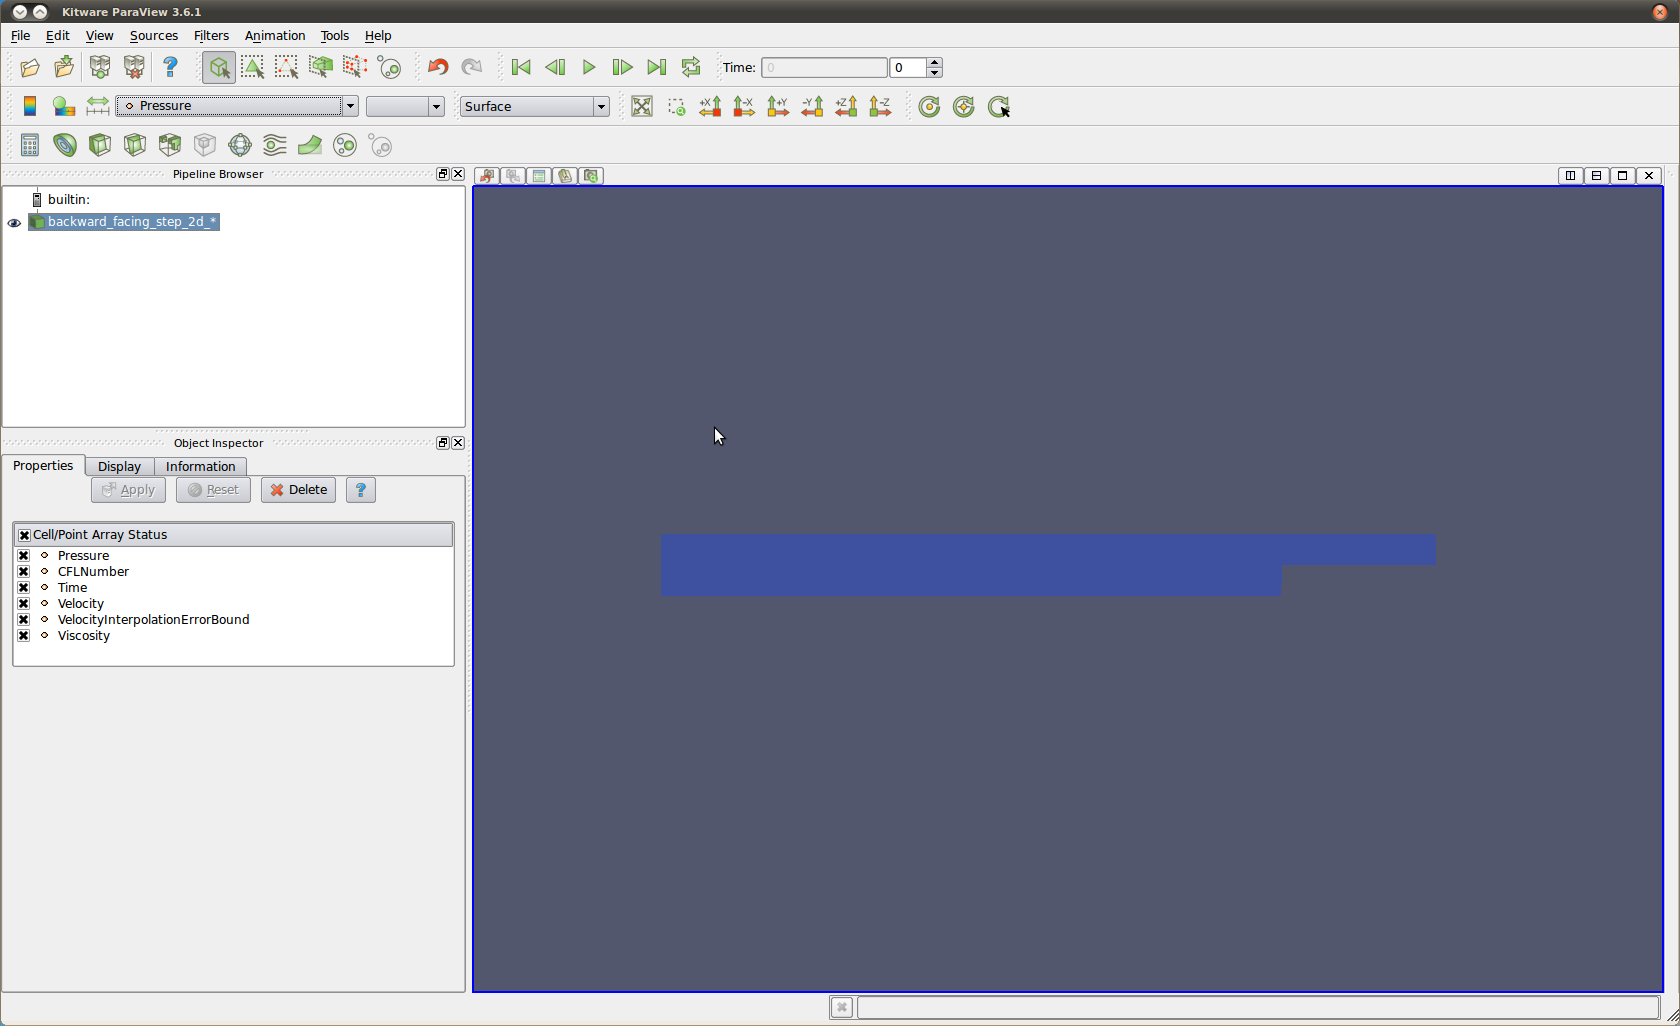 Kitware ParaView 3.6.1
File Edit View Sources Filters Animation Tools Help
Time: 0 0
Pressure Surface
+X -X +Y -Y +Z -Z
Pipeline Browser
builtin:
backward_facing_step_2d_*
Object Inspector
Properties Display Information
Apply Reset Delete ?
Cell/Point Array Status
Pressure
CFLNumber
Time
Velocity
VelocityInterpolationErrorBound
Viscosity